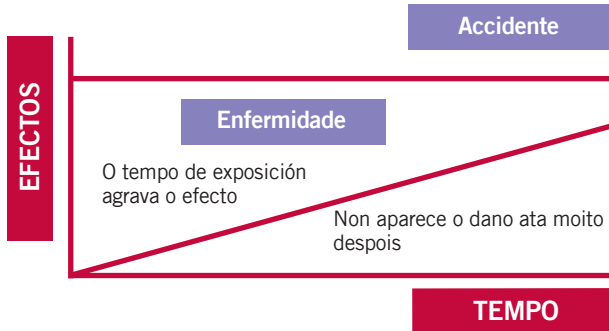 Accidente
EFECTOS
Enfermidade
O tempo de exposición
agrava o efecto
Non aparece o dano ata moito
despois
TEMPO